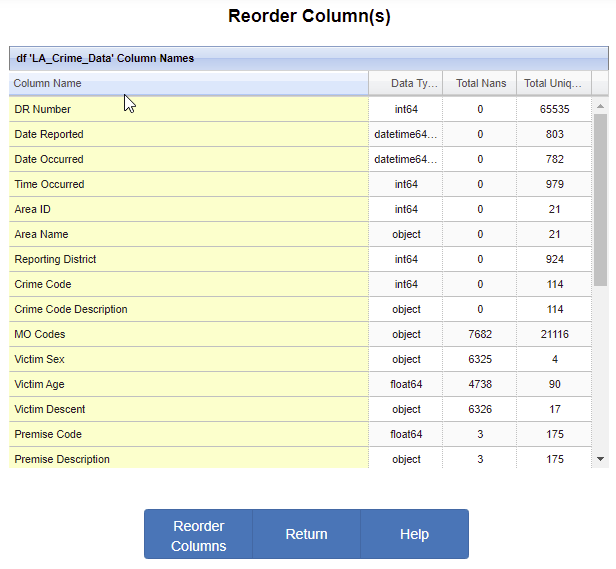 Reorder Column(s)
df 'LA_Crime_Data' Column Names
Column Name Data Ty... Total Nans Total Uniq...
DR Number int64 0 65535
Date Reported datetime64... 0 803
Date Occurred datetime64... 0 782
Time Occurred int64 0 979
Area ID int64 0 21
Area Name object 0 21
Reporting District int64 0 924
Crime Code int64 0 114
Crime Code Description object 0 114
MO Codes object 7682 21116
Victim Sex object 6325 4
Victim Age float64 4738 90
Victim Descent object 6326 17
Premise Code float64 3 175
Premise Description object 3 175
Reorder
Columns
Return
Help